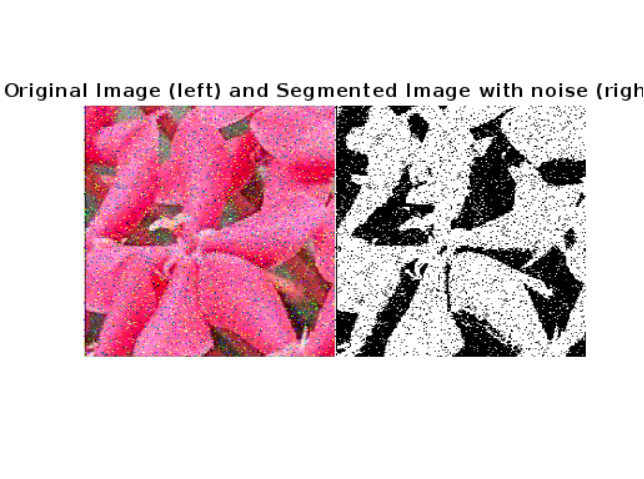 Original Image (left) and Segmented Image with noise (righ